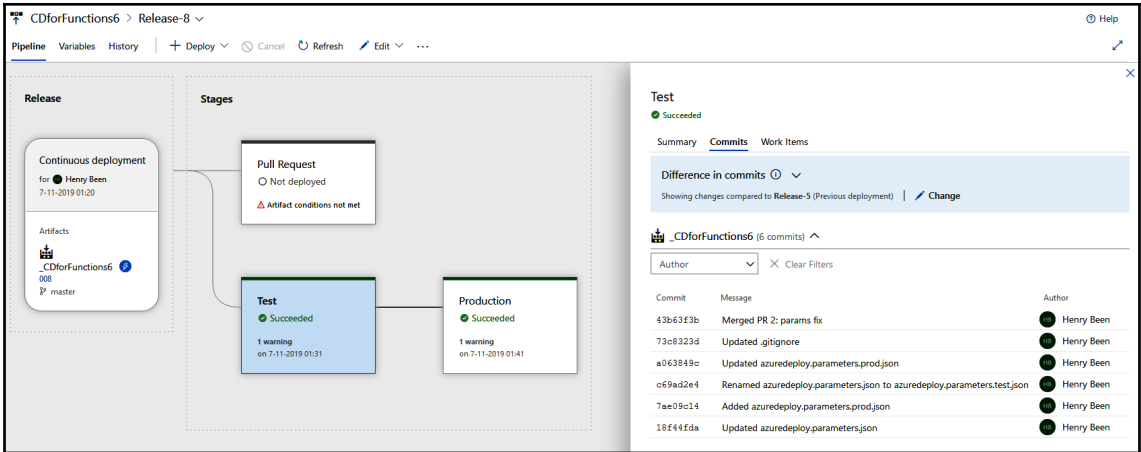 CDforFunctions6 > Release-8
Help
Pipeline Variables History + Deploy Cancel Refresh Edit ...
Release
Stages
Continuous deployment
for Henry Been
7-11-2019 01:20
Artifacts
_CDforFunctions6
008
master
Pull Request
Not deployed
Artifact conditions not met
Test
Succeeded
1 warning
on 7-11-2019 01:31
Production
Succeeded
1 warning
on 7-11-2019 01:41
Test
Succeeded
Summary Commits Work Items
Difference in commits
Showing changes compared to Release-5 (Previous deployment) | Change
_CDforFunctions6 (6 commits)
Author Clear Filters
Commit Message Author
43b63f3b Merged PR 2: params fix HB Henry Been
73c8323d Updated .gitignore HB Henry Been
a063849c Updated azuredeploy.parameters.prod.json HB Henry Been
c69ad2e4 Renamed azuredeploy.parameters.json to azuredeploy.parameters.test.json HB Henry Been
7ae09c14 Added azuredeploy.parameters.prod.json HB Henry Been
18f44fda Updated azuredeploy.parameters.json HB Henry Been